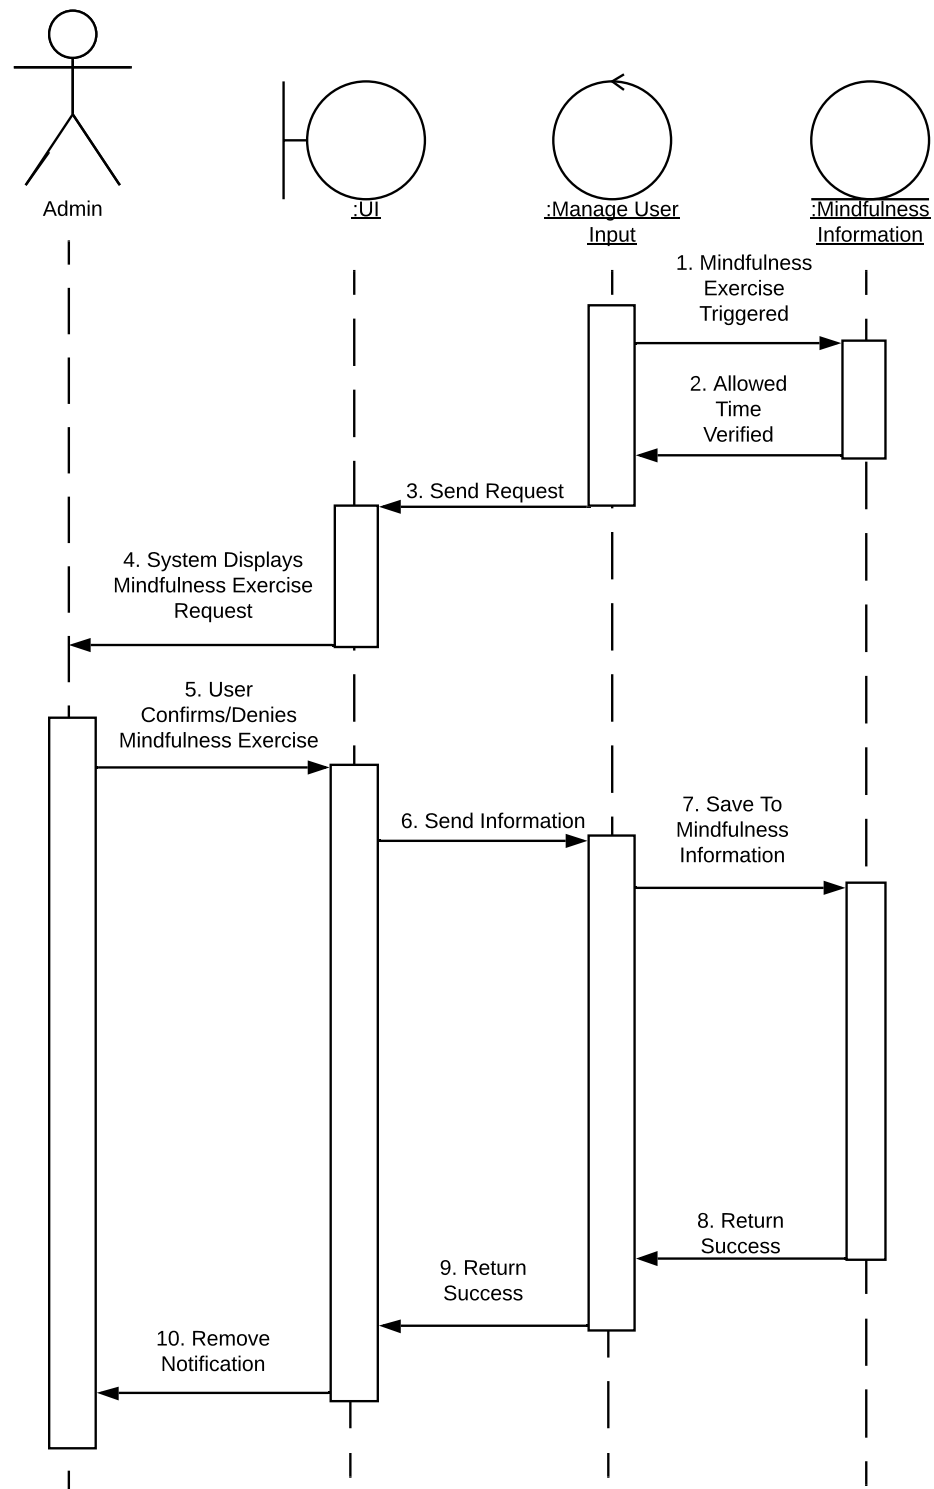 Admin
:UI
:Manage User
Input
:Mindfulness
Information
1. Mindfulness
Exercise
Triggered
2. Allowed
Time
Verified
3. Send Request
4. System Displays
Mindfulness Exercise
Request
5. User
Confirms/Denies
Mindfulness Exercise
6. Send Information
7. Save To
Mindfulness
Information
8. Return
Success
9. Return
Success
10. Remove
Notification